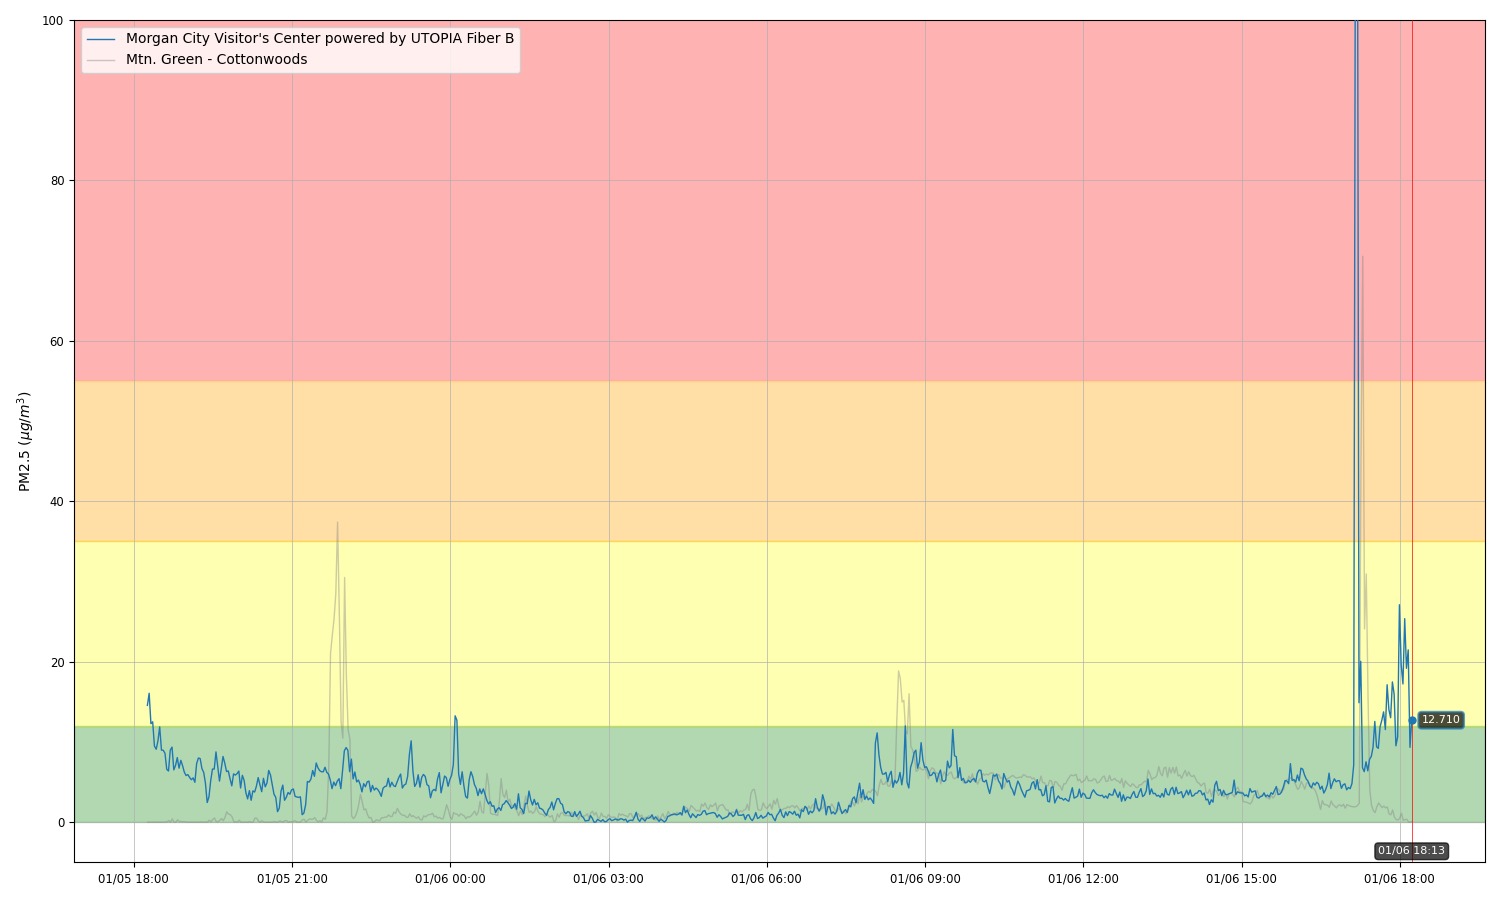 100
Morgan City Visitor's Center powered by UTOPIA Fiber B
Mtn. Green - Cottonwoods
80
60
PM2.5 (μg/m³)
40
20
12.710
0
01/06 18:13
01/05 18:00 01/05 21:00 01/06 00:00 01/06 03:00 01/06 06:00 01/06 09:00 01/06 12:00 01/06 15:00 01/06 18:00